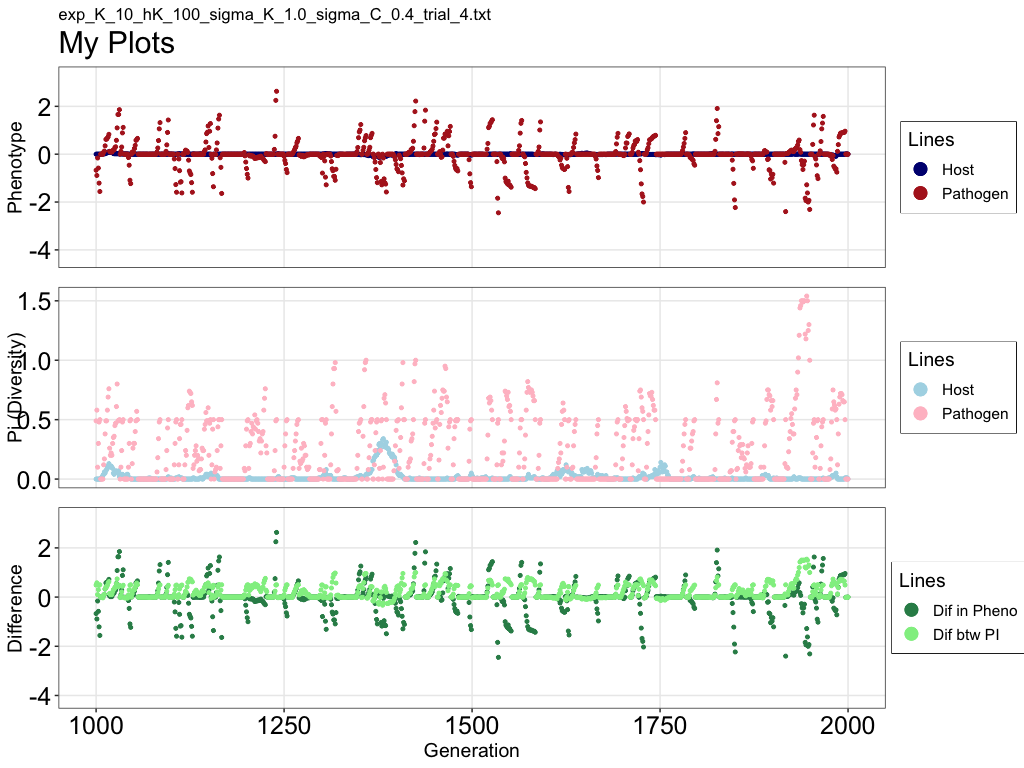 exp_K_10_hK_100_sigma_K_1.0_sigma_C_0.4_trial_4.txt
My Plots
Phenotype
2
0
-2
-4
Lines
Host
Pathogen
Pi (Diversity)
1.5
1.0
0.5
0.0
Lines
Host
Pathogen
Difference
2
0
-2
-4
Lines
Dif in Pheno
Dif btw PI
1000 1250 1500 1750 2000
Generation